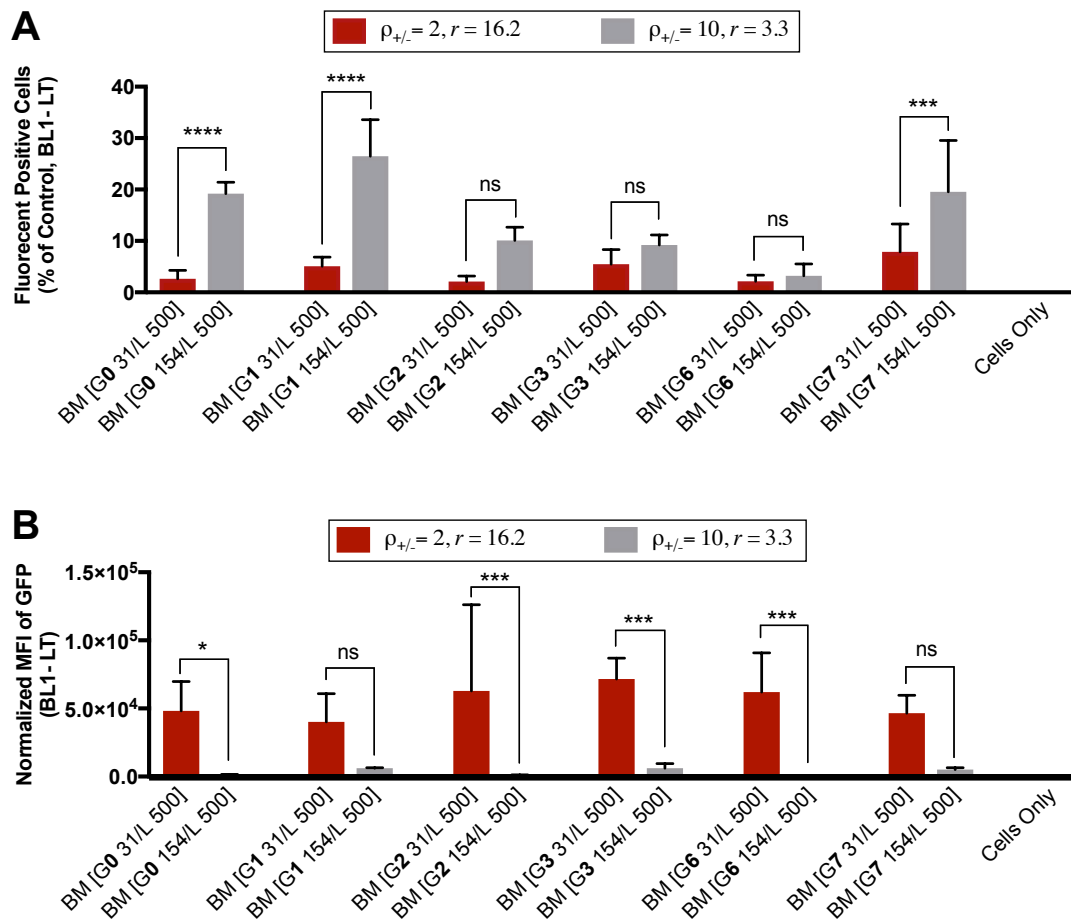 A
ρ+/-= 2, r = 16.2 ρ+/-= 10, r = 3.3
Fluorecent Positive Cells
(% of Control, BL1- LT)
40
30
20
10
0
**** **** ns ns ns ***
BM [G0 31/L 500]
BM [G0 154/L 500]
BM [G1 31/L 500]
BM [G1 154/L 500]
BM [G2 31/L 500]
BM [G2 154/L 500]
BM [G3 31/L 500]
BM [G3 154/L 500]
BM [G6 31/L 500]
BM [G6 154/L 500]
BM [G7 31/L 500]
BM [G7 154/L 500]
Cells Only
B
ρ+/-= 2, r = 16.2 ρ+/-= 10, r = 3.3
Normalized MFI of GFP
(BL1- LT)
1.5×10⁵
1.0×10⁵
5.0×10⁴
0.0
* ns *** *** *** ns
BM [G0 31/L 500]
BM [G0 154/L 500]
BM [G1 31/L 500]
BM [G1 154/L 500]
BM [G2 31/L 500]
BM [G2 154/L 500]
BM [G3 31/L 500]
BM [G3 154/L 500]
BM [G6 31/L 500]
BM [G6 154/L 500]
BM [G7 31/L 500]
BM [G7 154/L 500]
Cells Only